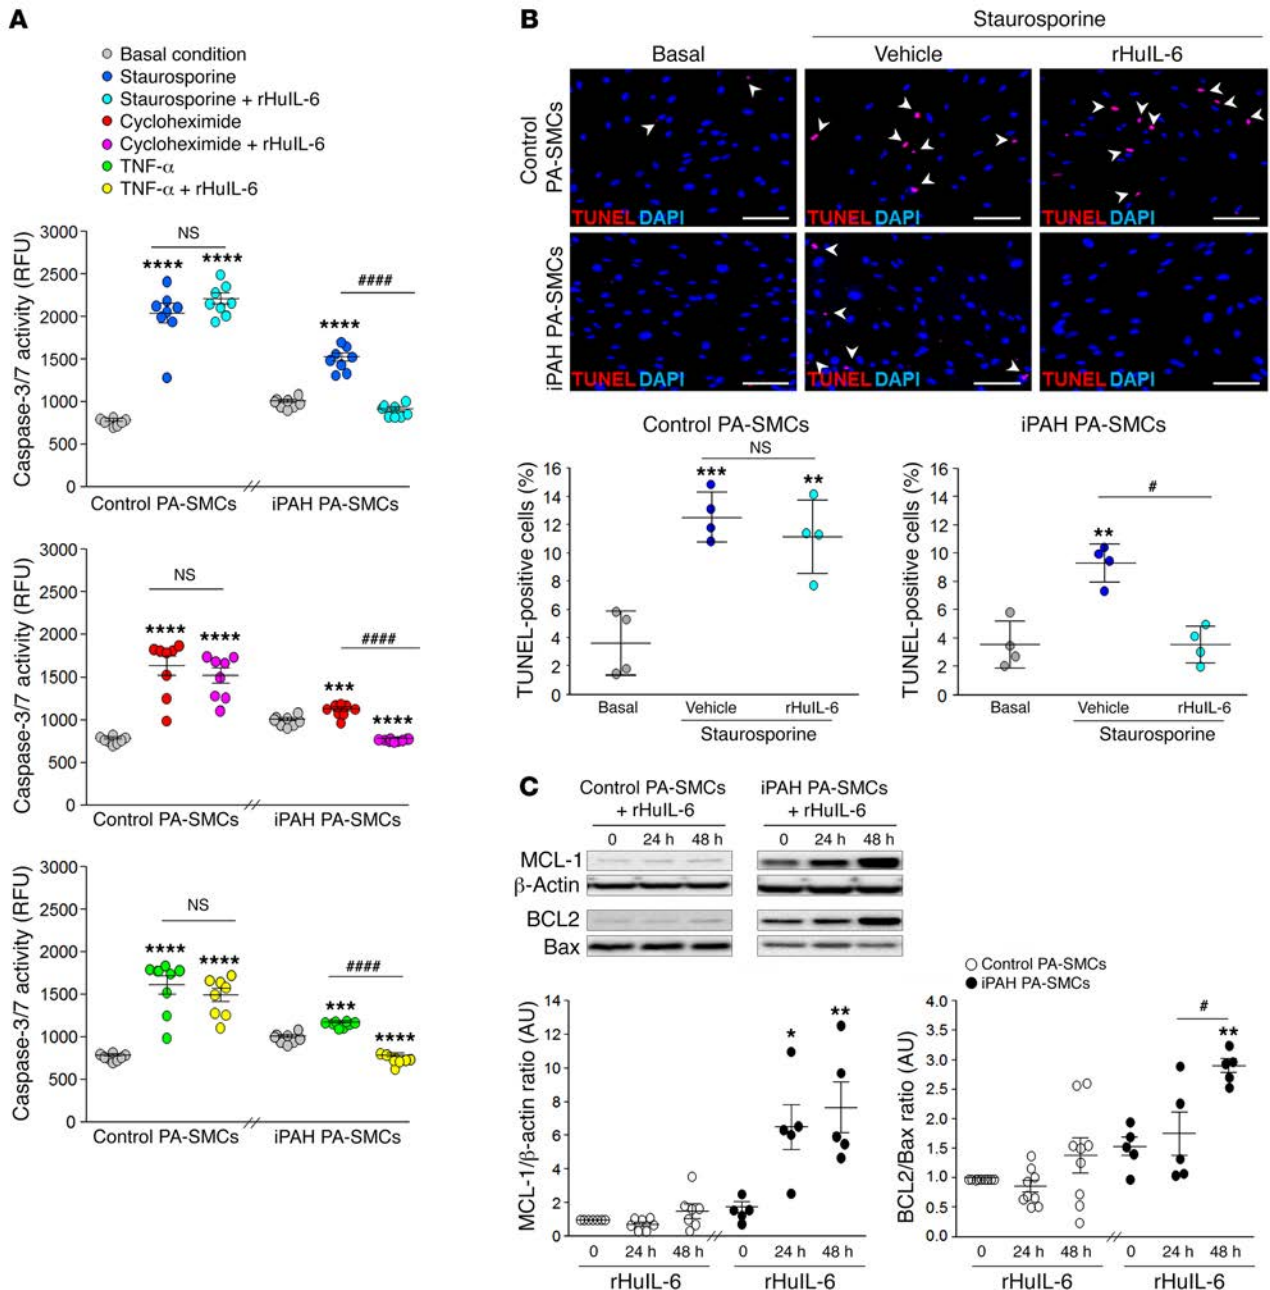 A
Basal condition
Staurosporine
Staurosporine + rHuIL-6
Cycloheximide
Cycloheximide + rHuIL-6
TNF-α
TNF-α + rHuIL-6
Caspase-3/7 activity (RFU)
3000
2500
2000
1500
1000
500
0
NS
**** ****
****
####
Control PA-SMCs iPAH PA-SMCs
Caspase-3/7 activity (RFU)
3000
2500
2000
1500
1000
500
0
NS
**** ****
####
***
****
Control PA-SMCs iPAH PA-SMCs
Caspase-3/7 activity (RFU)
3000
2500
2000
1500
1000
500
0
NS
**** ****
####
***
****
Control PA-SMCs iPAH PA-SMCs
B
Staurosporine
Basal Vehicle rHuIL-6
Control
PA-SMCs
TUNEL DAPI TUNEL DAPI TUNEL DAPI
iPAH PA-SMCs
TUNEL DAPI TUNEL DAPI TUNEL DAPI
Control PA-SMCs
TUNEL-positive cells (%)
16
14
12
10
8
6
4
2
0
NS
*** **
Basal Vehicle rHuIL-6
Staurosporine
iPAH PA-SMCs
TUNEL-positive cells (%)
16
14
12
10
8
6
4
2
0
#
**
Basal Vehicle rHuIL-6
Staurosporine
C
Control PA-SMCs
+ rHuIL-6
0 24 h 48 h
iPAH PA-SMCs
+ rHuIL-6
0 24 h 48 h
MCL-1
β-Actin
BCL2
Bax
MCL-1/β-actin ratio (AU)
14
12
10
8
6
4
2
0
* **
0 24 h 48 h 0 24 h 48 h
rHuIL-6 rHuIL-6
Control PA-SMCs
iPAH PA-SMCs
BCL2/Bax ratio (AU)
4.0
3.5
3.0
2.5
2.0
1.5
1.0
0.5
0.0
#
**
0 24 h 48 h 0 24 h 48 h
rHuIL-6 rHuIL-6